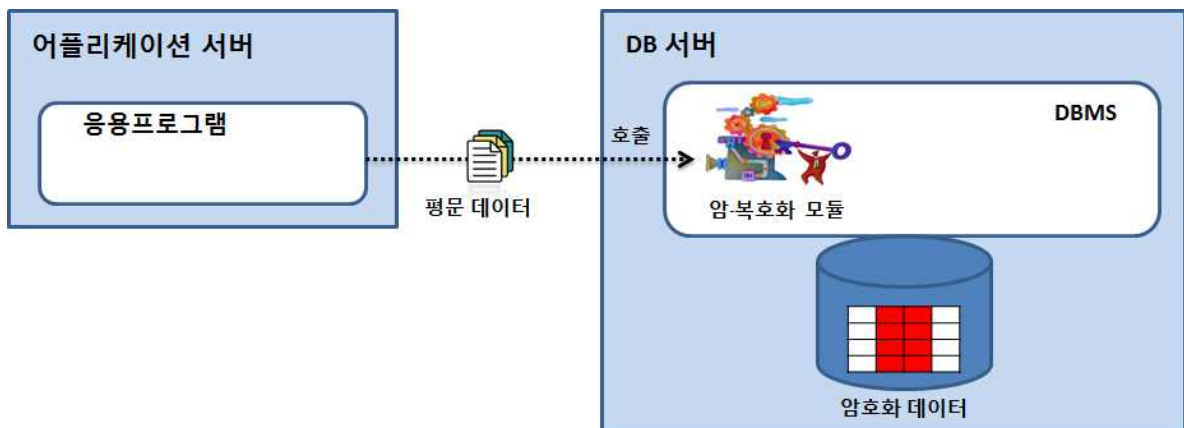 어플리케이션 서버
응용프로그램
평문 데이터
DB 서버
호출
DBMS
암·복호화 모듈
암호화 데이터